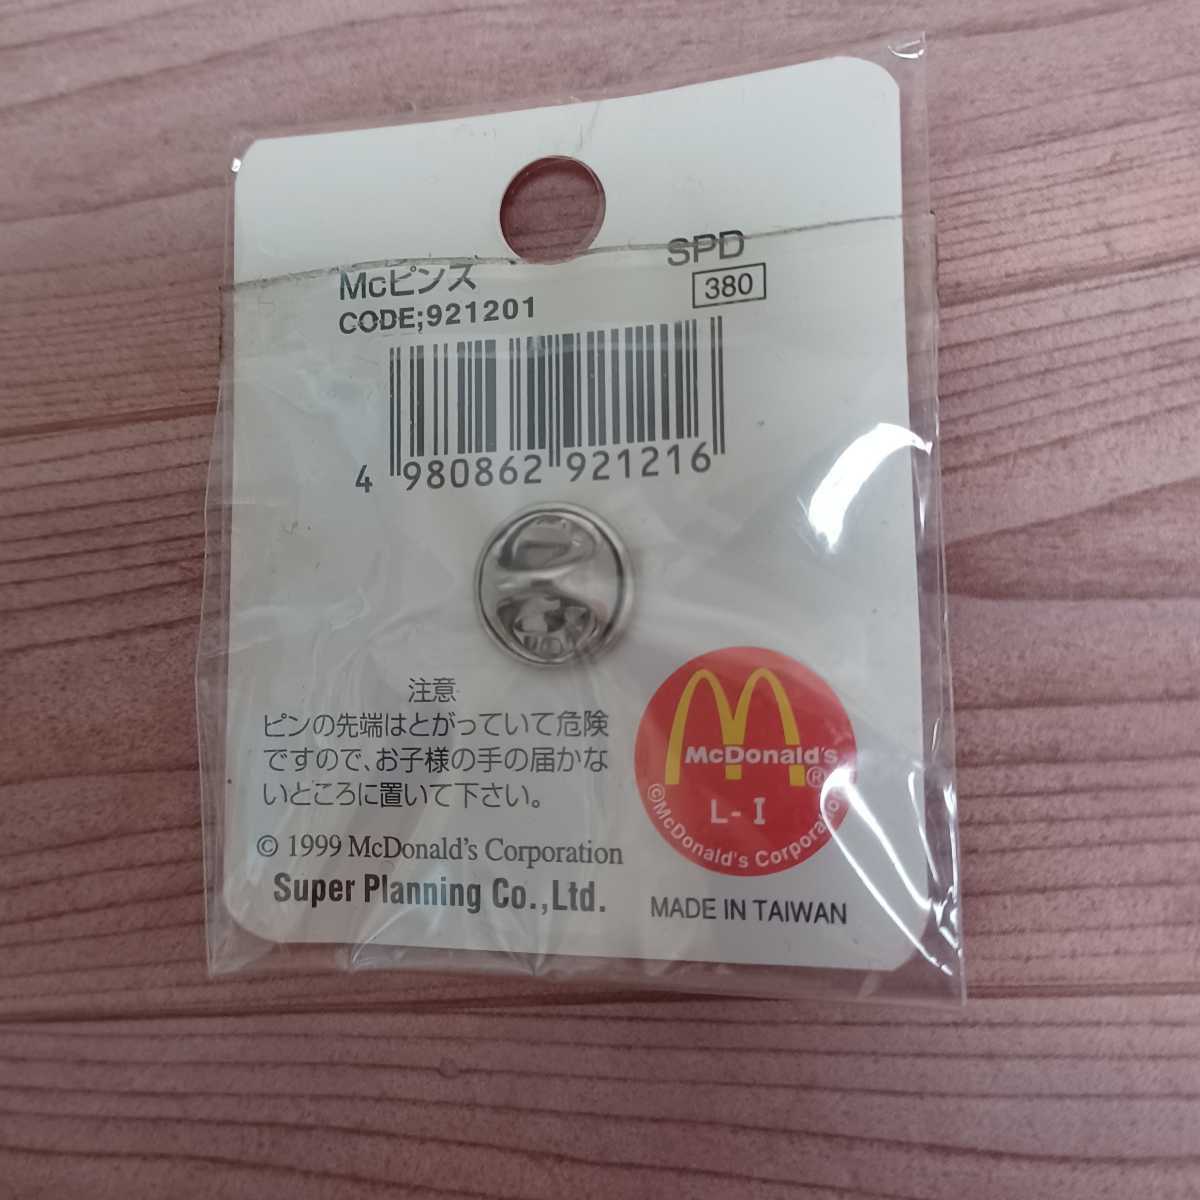 Mcピンズ
SPD
CODE;921201
380
4 980862 921216
注意
ピンの先端はとがっていて危険
ですので、お子様の手の届かな
いところに置いて下さい。
© 1999 McDonald's Corporation
Super Planning Co.,Ltd.
McDonald's®
L-I
©McDonald's Corporation
MADE IN TAIWAN